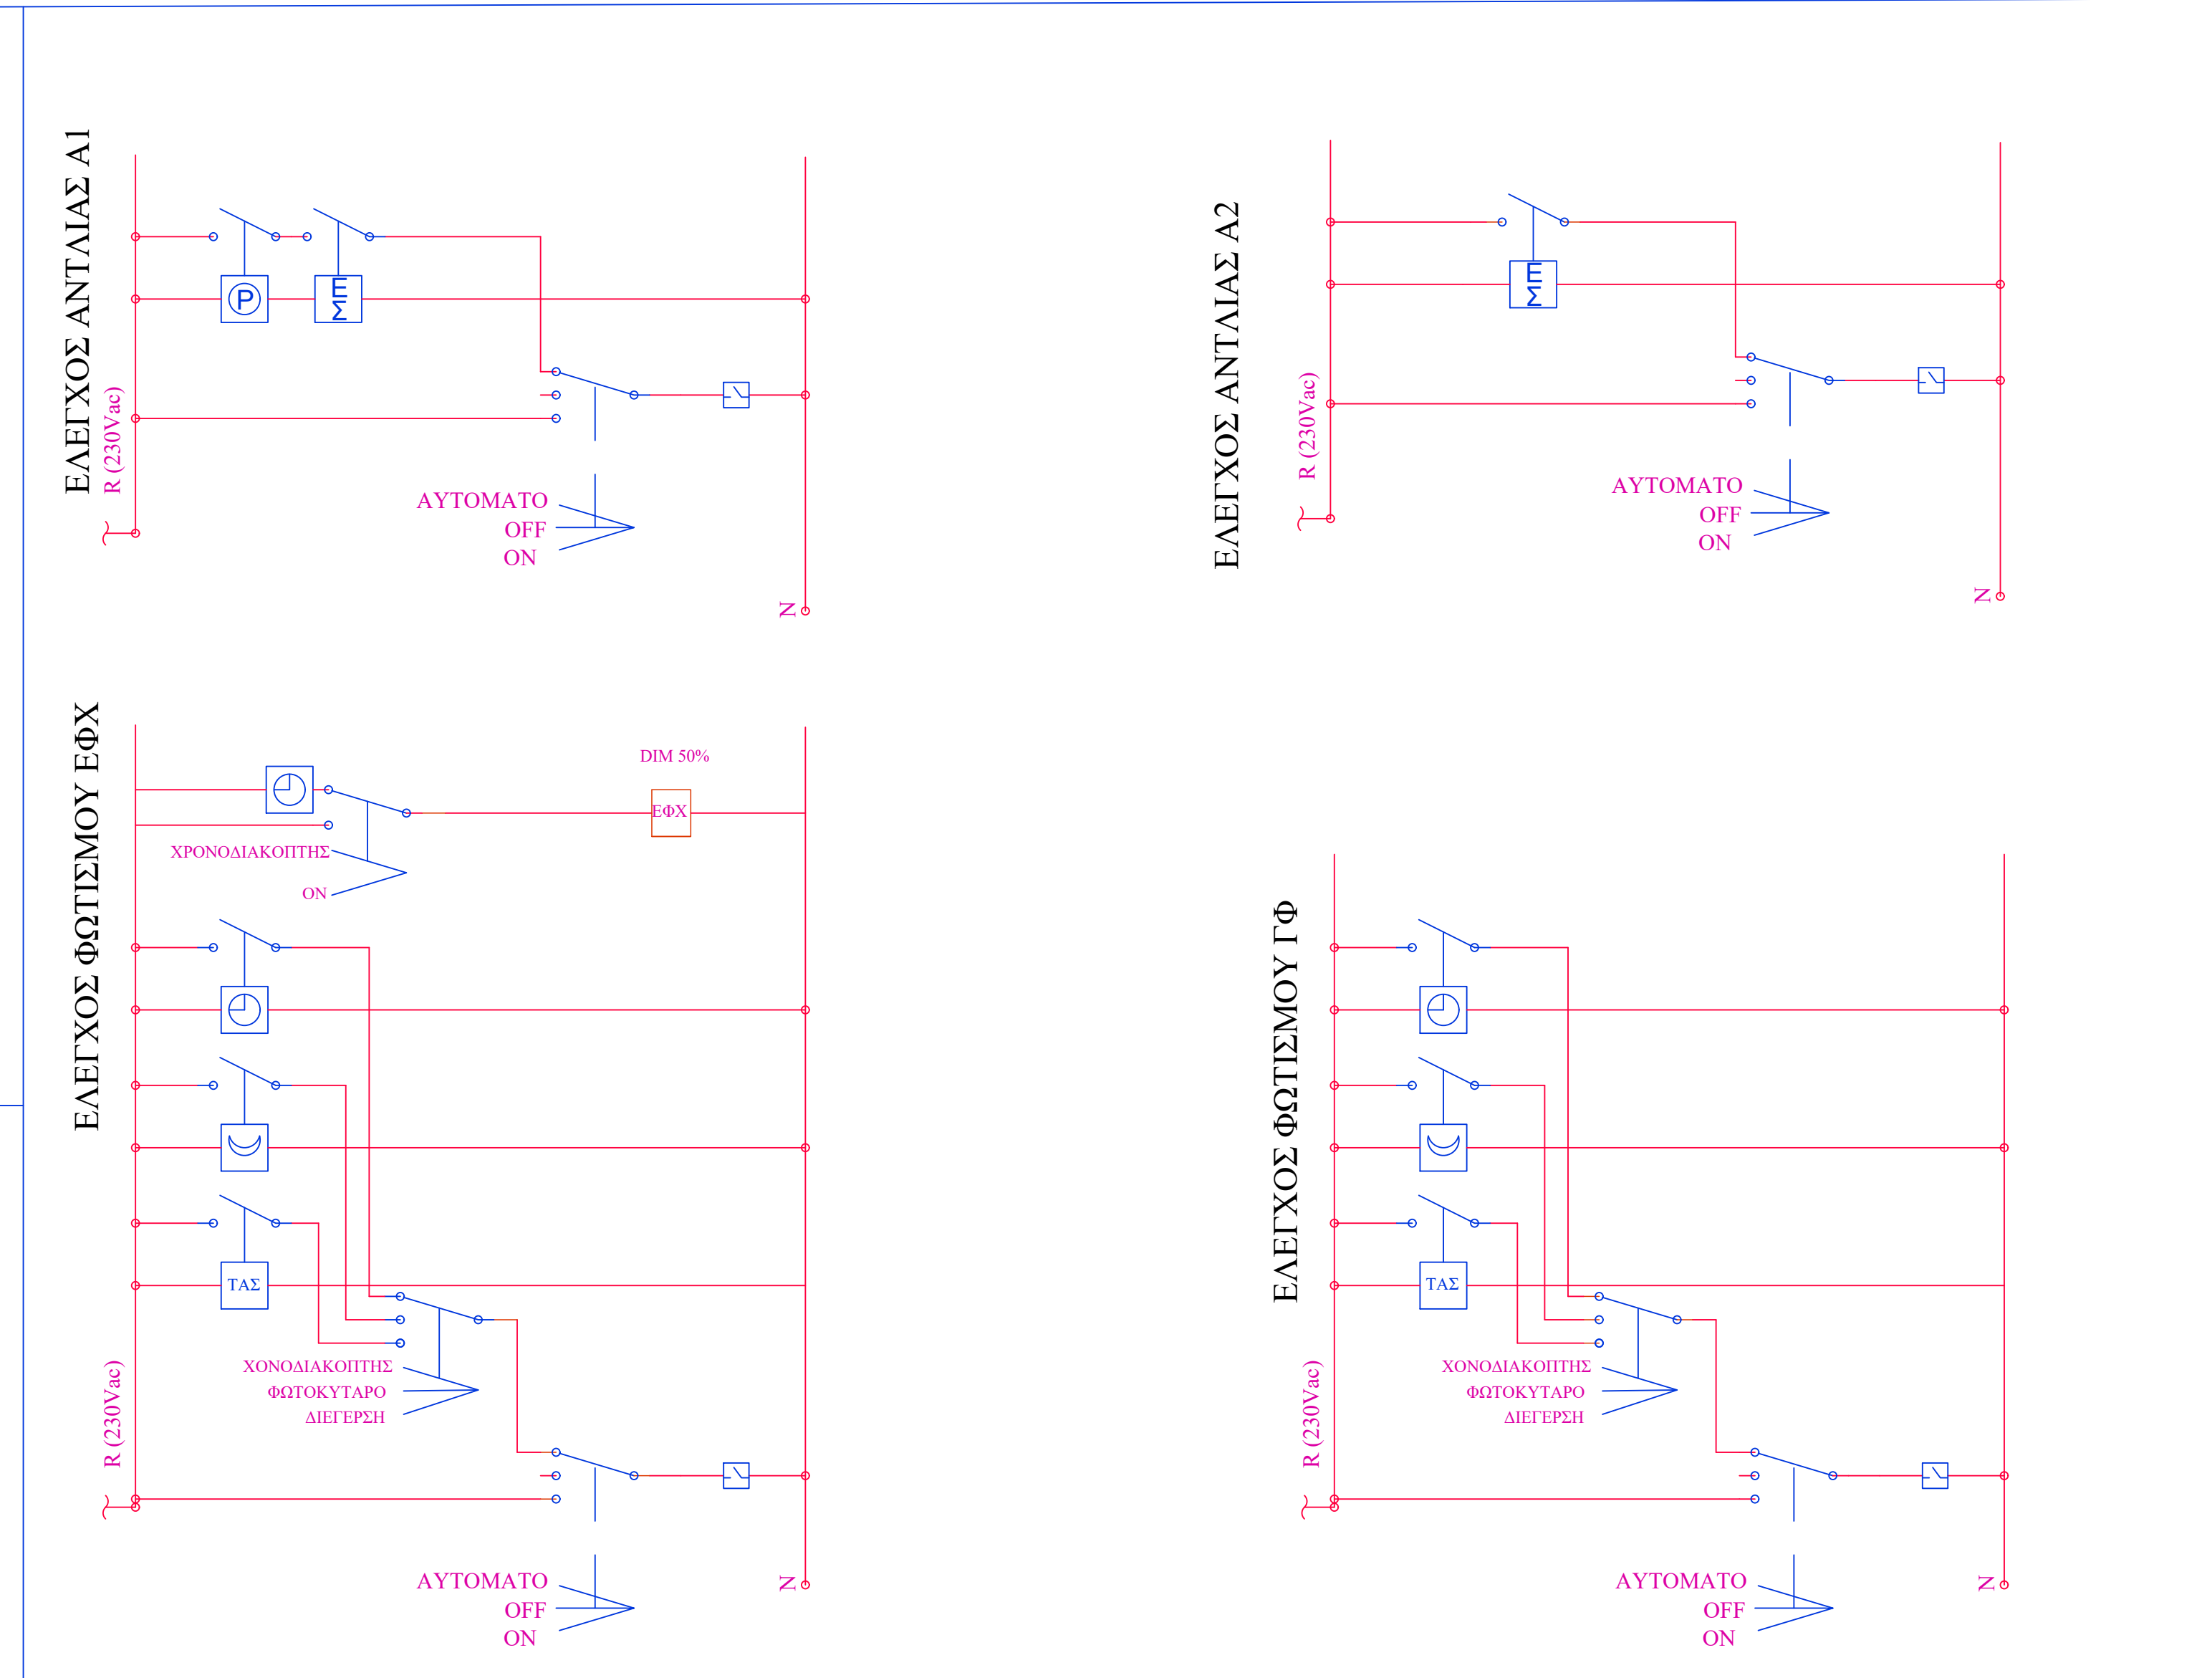 ΕΛΕΓΧΟΣ ΑΝΤΛΙΑΣ Α1
R (230Vac)
P
Ε
Σ
ΑΥΤΟΜΑΤΟ
OFF
ON
N
ΕΛΕΓΧΟΣ ΑΝΤΛΙΑΣ Α2
R (230Vac)
Ε
Σ
ΑΥΤΟΜΑΤΟ
OFF
ON
N
ΕΛΕΓΧΟΣ ΦΩΤΙΣΜΟΥ ΕΦΧ
R (230Vac)
DIM 50%
ΕΦΧ
ΧΡΟΝΟΔΙΑΚΟΠΤΗΣ
ON
ΤΑΣ
ΧΟΝΟΔΙΑΚΟΠΤΗΣ
ΦΩΤΟΚΥΤΑΡΟ
ΔΙΕΓΕΡΣΗ
ΑΥΤΟΜΑΤΟ
OFF
ON
N
ΕΛΕΓΧΟΣ ΦΩΤΙΣΜΟΥ ΓΦ
R (230Vac)
ΤΑΣ
ΧΟΝΟΔΙΑΚΟΠΤΗΣ
ΦΩΤΟΚΥΤΑΡΟ
ΔΙΕΓΕΡΣΗ
ΑΥΤΟΜΑΤΟ
OFF
ON
N